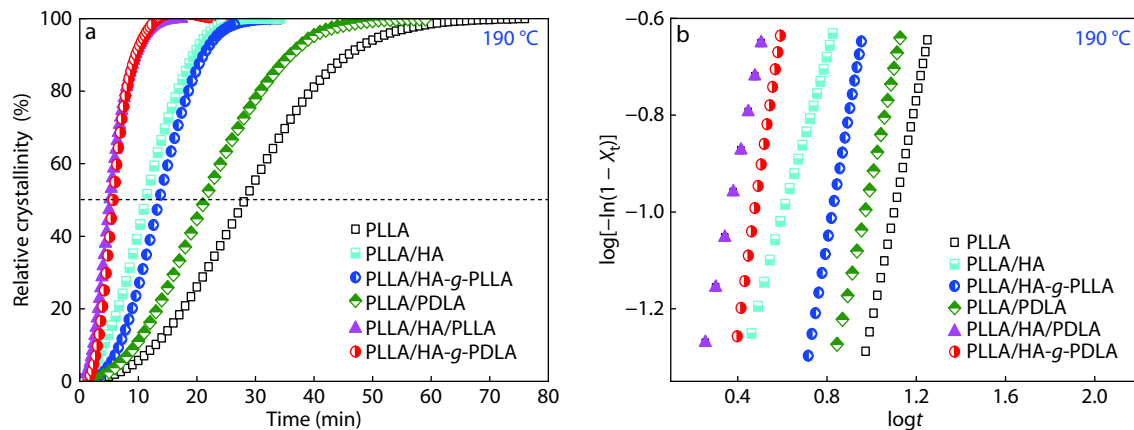 a
190 °C
Relative crystallinity (%)
100
80
60
40
20
0
0 10 20 30 40 50 60 70 80
Time (min)
PLLA
PLLA/HA
PLLA/HA-g-PLLA
PLLA/PDLA
PLLA/HA/PLLA
PLLA/HA-g-PDLA
b
190 °C
log[−ln(1 − Xt)]
−0.6
−0.8
−1.0
−1.2
0.4 0.8 1.2 1.6 2.0
logt
PLLA
PLLA/HA
PLLA/HA-g-PLLA
PLLA/PDLA
PLLA/HA/PDLA
PLLA/HA-g-PDLA